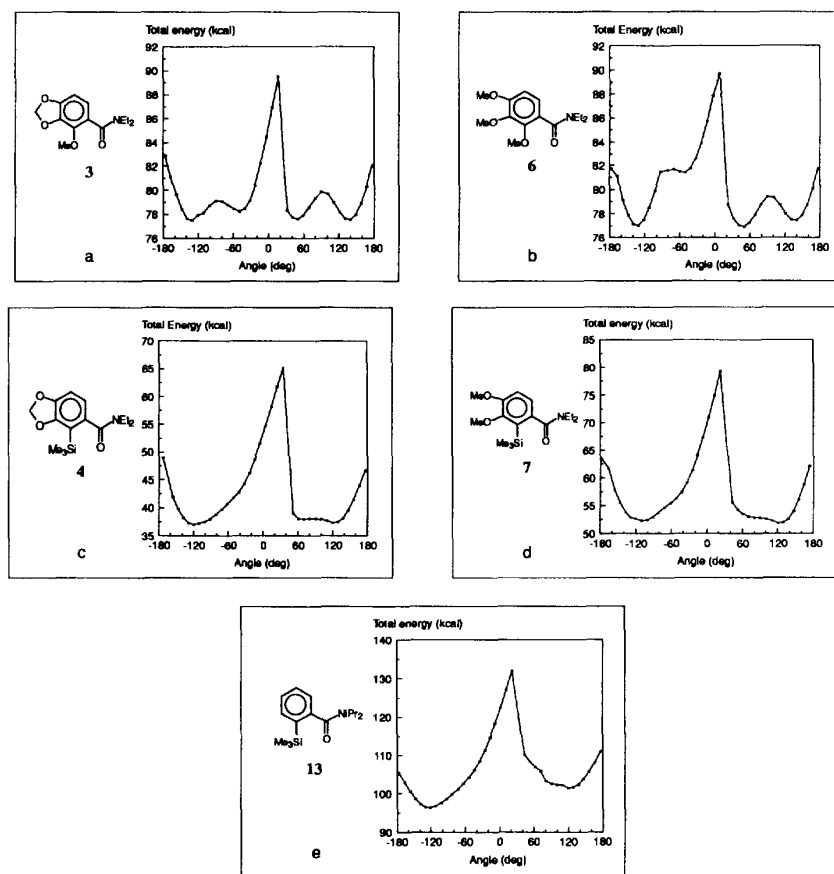 Total energy (kcal)
92
90
88
86
84
82
80
78
76
-180 -120 -60 0 60 120 180
Angle (deg)
O
O
MeO
O
NEt2
3
a
Total Energy (kcal)
92
90
88
86
84
82
80
78
76
-180 -120 -60 0 60 120 180
Angle (deg)
MeO
MeO
MeO
O
NEt2
6
b
Total Energy (kcal)
70
65
60
55
50
45
40
35
-180 -120 -60 0 60 120 180
Angle (deg)
O
O
Me3Si
O
NEt2
4
c
Total energy (kcal)
85
80
75
70
65
60
55
50
-180 -120 -60 0 60 120 180
Angle (deg)
MeO
MeO
Me3Si
O
NEt2
7
d
Total energy (kcal)
140
130
120
110
100
90
-180 -120 -60 0 60 120 180
Angle (deg)
Me3Si
O
NiPr2
13
e